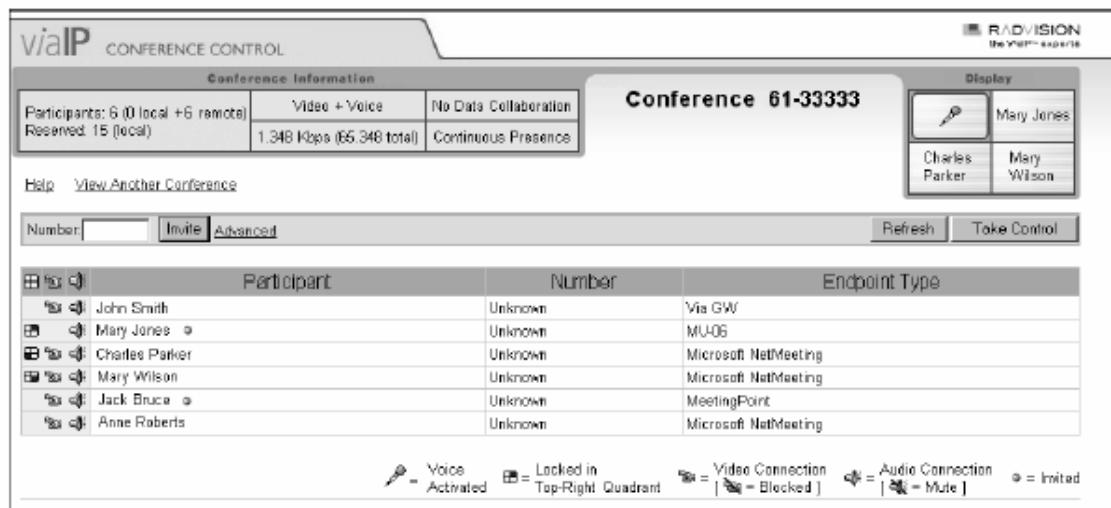 viaIP CONFERENCE CONTROL
RADVISION
the VoIP experts
Conference Information
Participants: 6 (0 local +6 remote)
Reserved: 15 (local)
Video + Voice
No Data Collaboration
1.348 Kbps (65.348 total)
Continuous Presence
Conference 61-33333
Display
Mary Jones
Charles
Parker
Mary
Wilson
Help View Another Conference
Number: Invite Advanced Refresh Take Control
Participant Number Endpoint Type
John Smith Unknown Via GW
Mary Jones Unknown MU-06
Charles Parker Unknown Microsoft NetMeeting
Mary Wilson Unknown Microsoft NetMeeting
Jack Bruce Unknown MeetingPoint
Anne Roberts Unknown Microsoft NetMeeting
= Voice Activated
= Locked in Top-Right Quadrant
= Video Connection
[ = Blocked ]
= Audio Connection
[ = Mute ]
= Invited